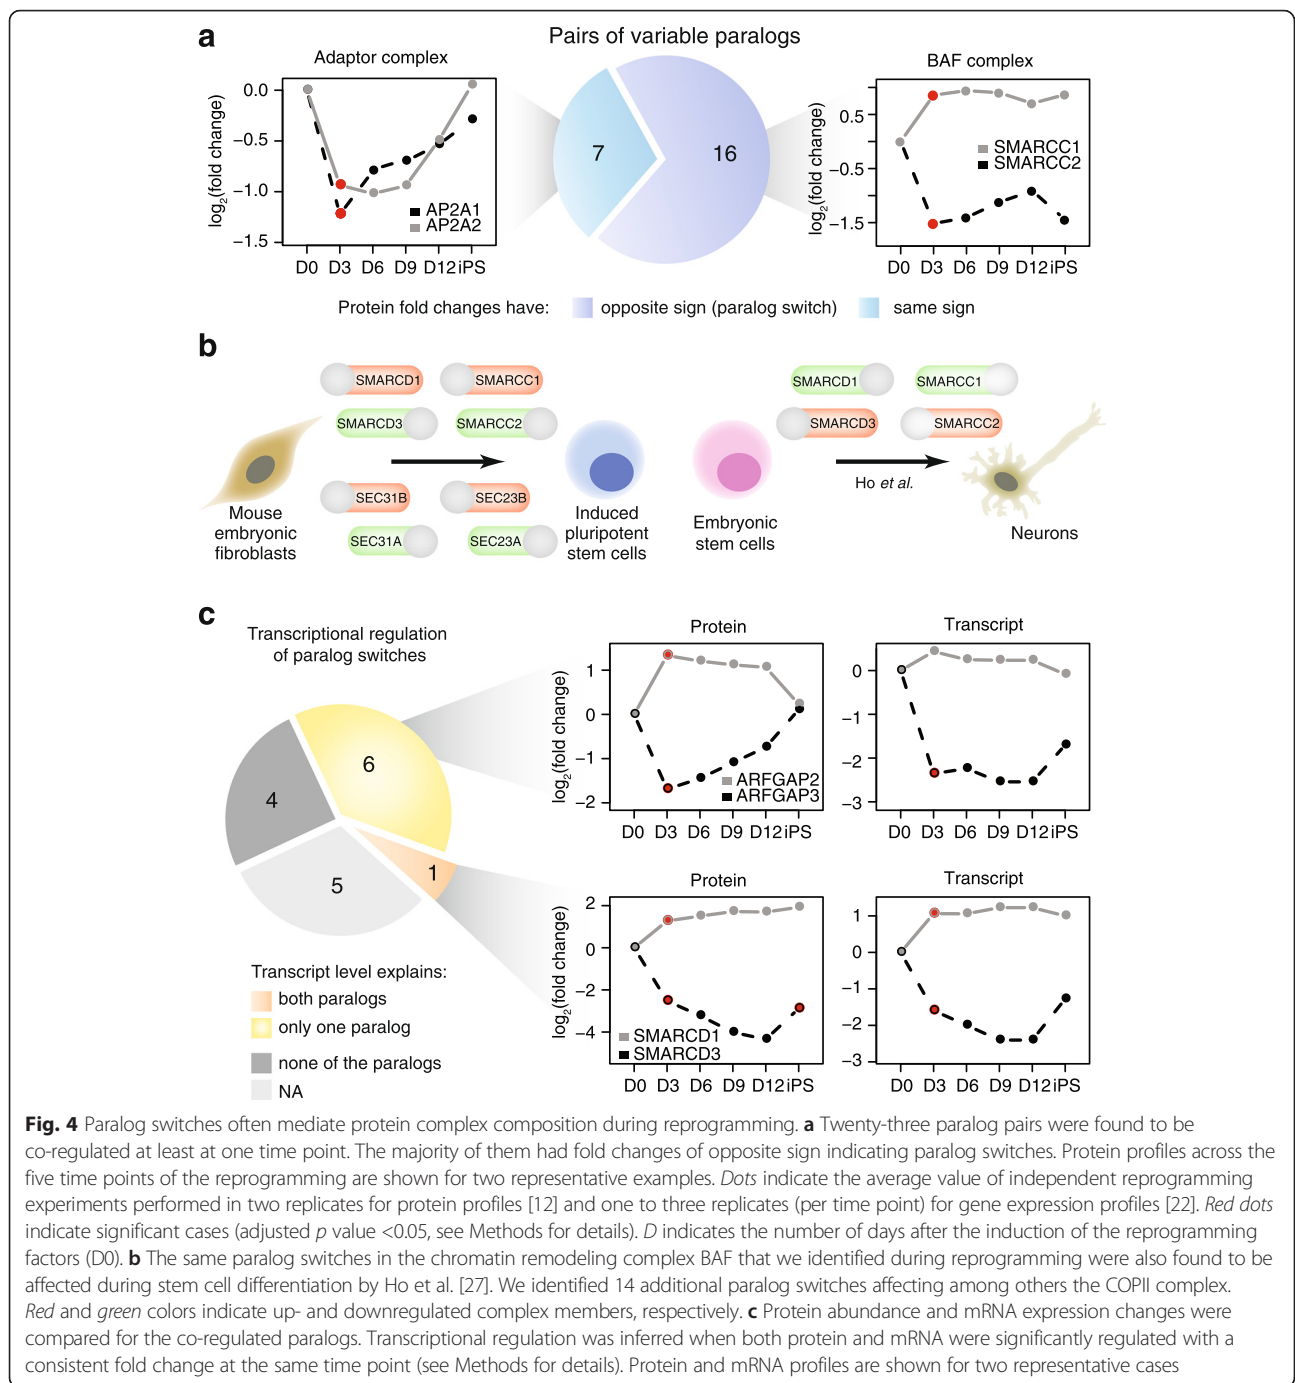 a
Pairs of variable paralogs
Adaptor complex
log2(fold change)
0.0
−0.5
−1.0
−1.5
AP2A1
AP2A2
D0 D3 D6 D9 D12 iPS
7
16
BAF complex
log2(fold change)
0.5
−0.5
−1.5
SMARCC1
SMARCC2
D0 D3 D6 D9 D12 iPS
Protein fold changes have: opposite sign (paralog switch) same sign
b
SMARCD1 SMARCC1
SMARCD3 SMARCC2
SEC31B SEC23B
SEC31A SEC23A
Mouse
embryonic
fibroblasts
Induced
pluripotent
stem cells
SMARCD1 SMARCC1
SMARCD3 SMARCC2
Embryonic
stem cells
Ho et al.
Neurons
c
Transcriptional regulation
of paralog switches
6
4
5
1
Transcript level explains:
both paralogs
only one paralog
none of the paralogs
NA
Protein
log2(fold change)
1
0
−1
−2
ARFGAP2
ARFGAP3
D0 D3 D6 D9 D12 iPS
Transcript
0
−1
−2
−3
D0 D3 D6 D9 D12 iPS
Protein
log2(fold change)
2
0
−2
−4
SMARCD1
SMARCD3
D0 D3 D6 D9 D12 iPS
Transcript
1
0
−1
−2
−3
D0 D3 D6 D9 D12 iPS
Fig. 4 Paralog switches often mediate protein complex composition during reprogramming. a Twenty-three paralog pairs were found to be
co-regulated at least at one time point. The majority of them had fold changes of opposite sign indicating paralog switches. Protein profiles across the
five time points of the reprogramming are shown for two representative examples. Dots indicate the average value of independent reprogramming
experiments performed in two replicates for protein profiles [12] and one to three replicates (per time point) for gene expression profiles [22]. Red dots
indicate significant cases (adjusted p value <0.05, see Methods for details). D indicates the number of days after the induction of the reprogramming
factors (D0). b The same paralog switches in the chromatin remodeling complex BAF that we identified during reprogramming were also found to be
affected during stem cell differentiation by Ho et al. [27]. We identified 14 additional paralog switches affecting among others the COPII complex.
Red and green colors indicate up- and downregulated complex members, respectively. c Protein abundance and mRNA expression changes were
compared for the co-regulated paralogs. Transcriptional regulation was inferred when both protein and mRNA were significantly regulated with a
consistent fold change at the same time point (see Methods for details). Protein and mRNA profiles are shown for two representative cases